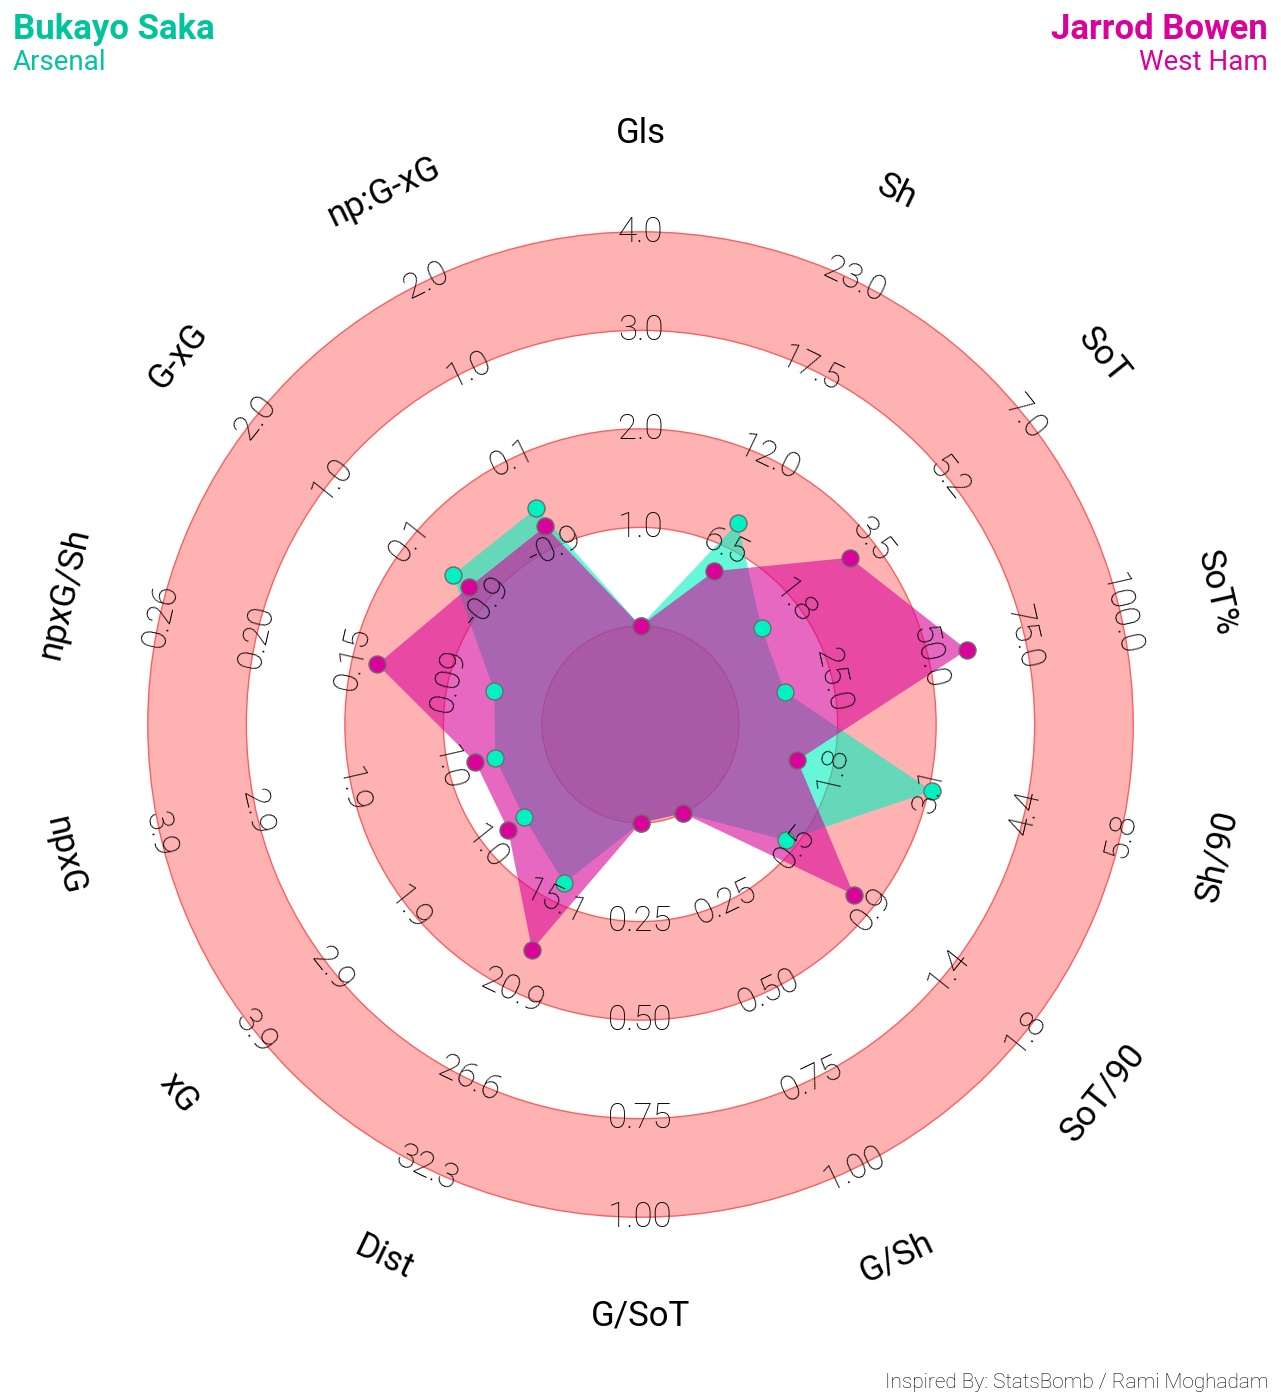 Bukayo Saka
Arsenal
Jarrod Bowen
West Ham
Gls
4.0
3.0
2.0
1.0
Sh
23.0
17.5
12.0
6.5
SoT
7.0
5.2
3.5
1.8
SoT%
100.0
75.0
50.0
25.0
Sh/90
5.8
4.4
3.1
1.8
SoT/90
1.8
1.4
0.9
0.5
G/Sh
1.00
0.75
0.50
0.25
G/SoT
1.00
0.75
0.50
0.25
Dist
32.3
26.6
20.9
15.1
xG
3.9
2.9
1.9
1.0
npxG
3.9
2.9
1.9
1.0
npxG/Sh
0.26
0.20
0.15
0.09
G-xG
2.0
1.0
0.1
-0.9
np:G-xG
2.0
1.0
0.1
-0.9
Inspired By: StatsBomb / Rami Moghadam